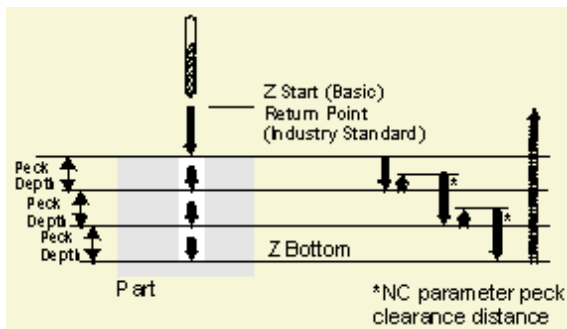 Z Start (Basic)
Return Point
(Industry Standard)
Peck
Depth
Peck
Depth
Peck
Depth
*
*
Z Bottom
Part
*NC parameter peck
clearance distance